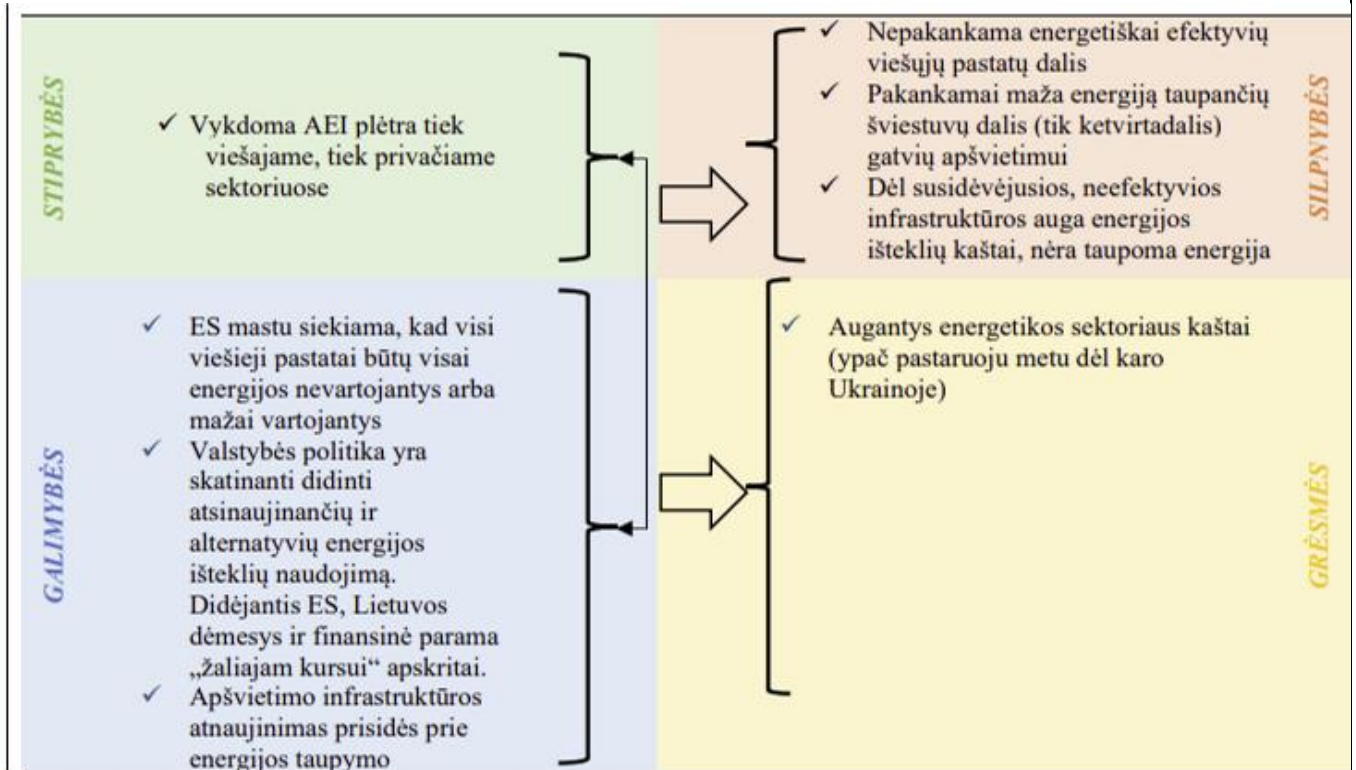 STIPRYBĖS
✓ Vykdoma AEI plėtra tiek
viešajame, tiek privačiame
sektoriuose
✓ Nepakankama energetiškai efektyvių
viešųjų pastatų dalis
✓ Pakankamai maža energiją taupančių
šviestuvų dalis (tik ketvirtadalis)
gatvių apšvietimui
✓ Dėl susidėvėjusios, neefektyvios
infrastruktūros auga energijos
išteklių kaštai, nėra taupoma energija
SILPNYBĖS
GALIMYBĖS
✓ ES mastu siekiama, kad visi
viešieji pastatai būtų visai
energijos nevartojantys arba
mažai vartojantys
✓ Valstybės politika yra
skatinanti didinti
atsinaujinančių ir
alternatyvių energijos
išteklių naudojimą.
Didėjantis ES, Lietuvos
dėmesys ir finansinė parama
„žaliajam kursui“ apskritai.
✓ Apšvietimo infrastruktūros
atnaujinimas prisidės prie
energijos taupymo
✓ Augantys energetikos sektoriaus kaštai
(ypač pastaruoju metu dėl karo
Ukrainoje)
GRĖSMĖS